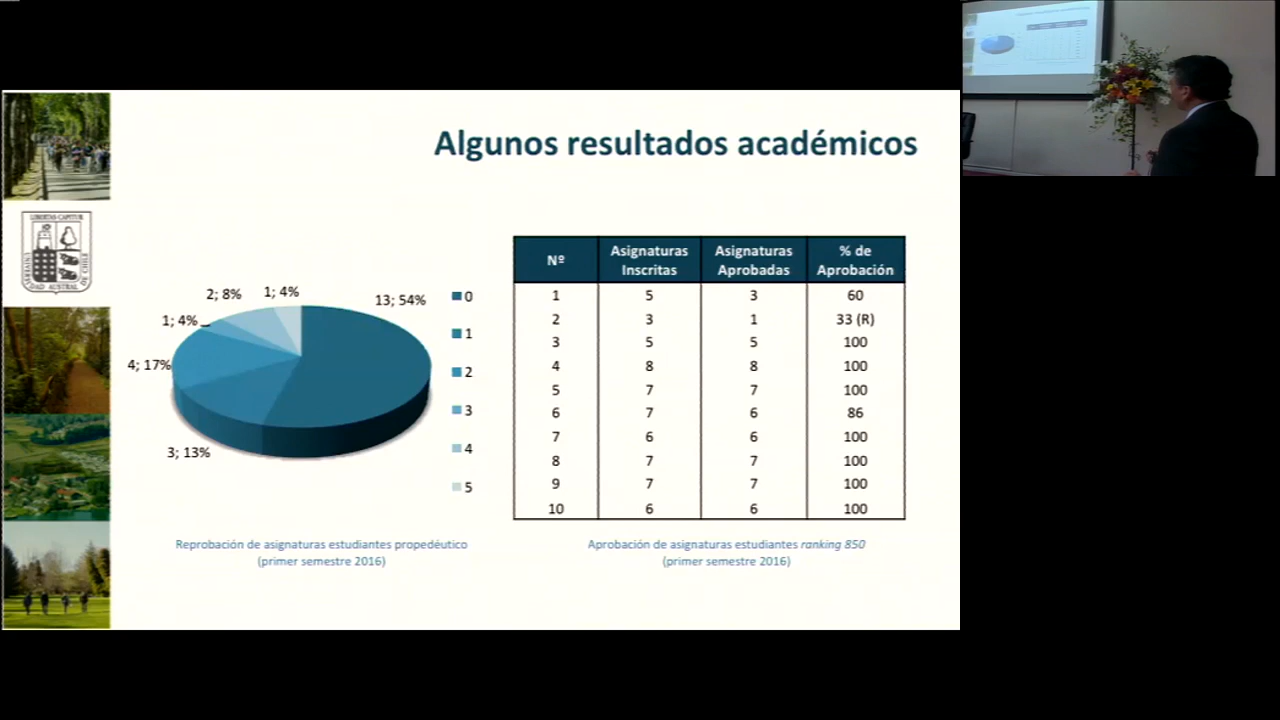 Algunos resultados académicos
LIBERTAS CAPITUR
2; 8%
1; 4%
13; 54%
1; 4%
4; 17%
3; 13%
0
1
2
3
4
5
Reprobación de asignaturas estudiantes propedéutico
(primer semestre 2016)
Nº Asignaturas Inscritas Asignaturas Aprobadas % de Aprobación
1 5 3 60
2 3 1 33 (R)
3 5 5 100
4 8 8 100
5 7 7 100
6 7 6 86
7 6 6 100
8 7 7 100
9 7 7 100
10 6 6 100
Aprobación de asignaturas estudiantes ranking 850
(primer semestre 2016)